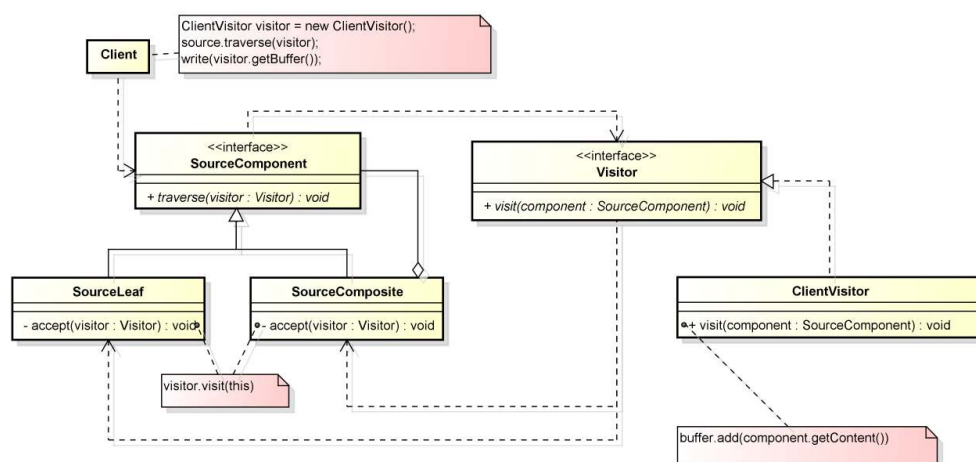 ClientVisitor visitor = new ClientVisitor();
source.traverse(visitor);
write(visitor.getBuffer());
Client
<<interface>>
SourceComponent
+ traverse(visitor : Visitor) : void
<<interface>>
Visitor
+ visit(component : SourceComponent) : void
SourceLeaf
- accept(visitor : Visitor) : void
SourceComposite
- accept(visitor : Visitor) : void
ClientVisitor
+ visit(component : SourceComponent) : void
visitor.visit(this)
buffer.add(component.getContent())